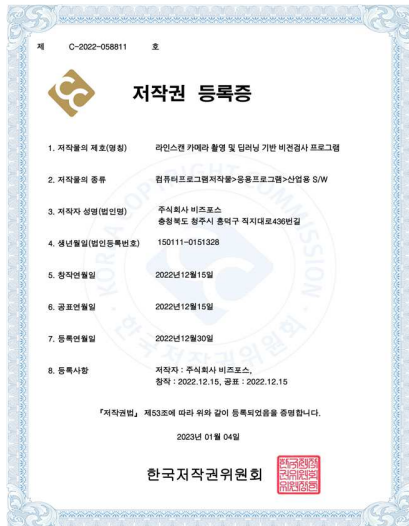 제 C-2022-058811 호
저작권 등록증
1. 저작물의 제호(명칭) 라인스캔 카메라 촬영 및 딥러닝 기반 비전검사 프로그램
2. 저작물의 종류 컴퓨터프로그램저작물>응용프로그램>산업용 S/W
3. 저작자 성명(법인명) 주식회사 비즈포스
충청북도 청주시 흥덕구 직지대로436번길
4. 생년월일(법인등록번호) 150111-0151328
5. 창작연월일 2022년12월15일
6. 공표연월일 2022년12월15일
7. 등록연월일 2022년12월30일
8. 등록사항 저작자 : 주식회사 비즈포스,
창작 : 2022.12.15, 공표 : 2022.12.15
『저작권법』 제53조에 따라 위와 같이 등록되었음을 증명합니다.
2023년 01월 04일
한국저작권위원회
KOREA COPYRIGHT COMMISSION
한국저작권위원회